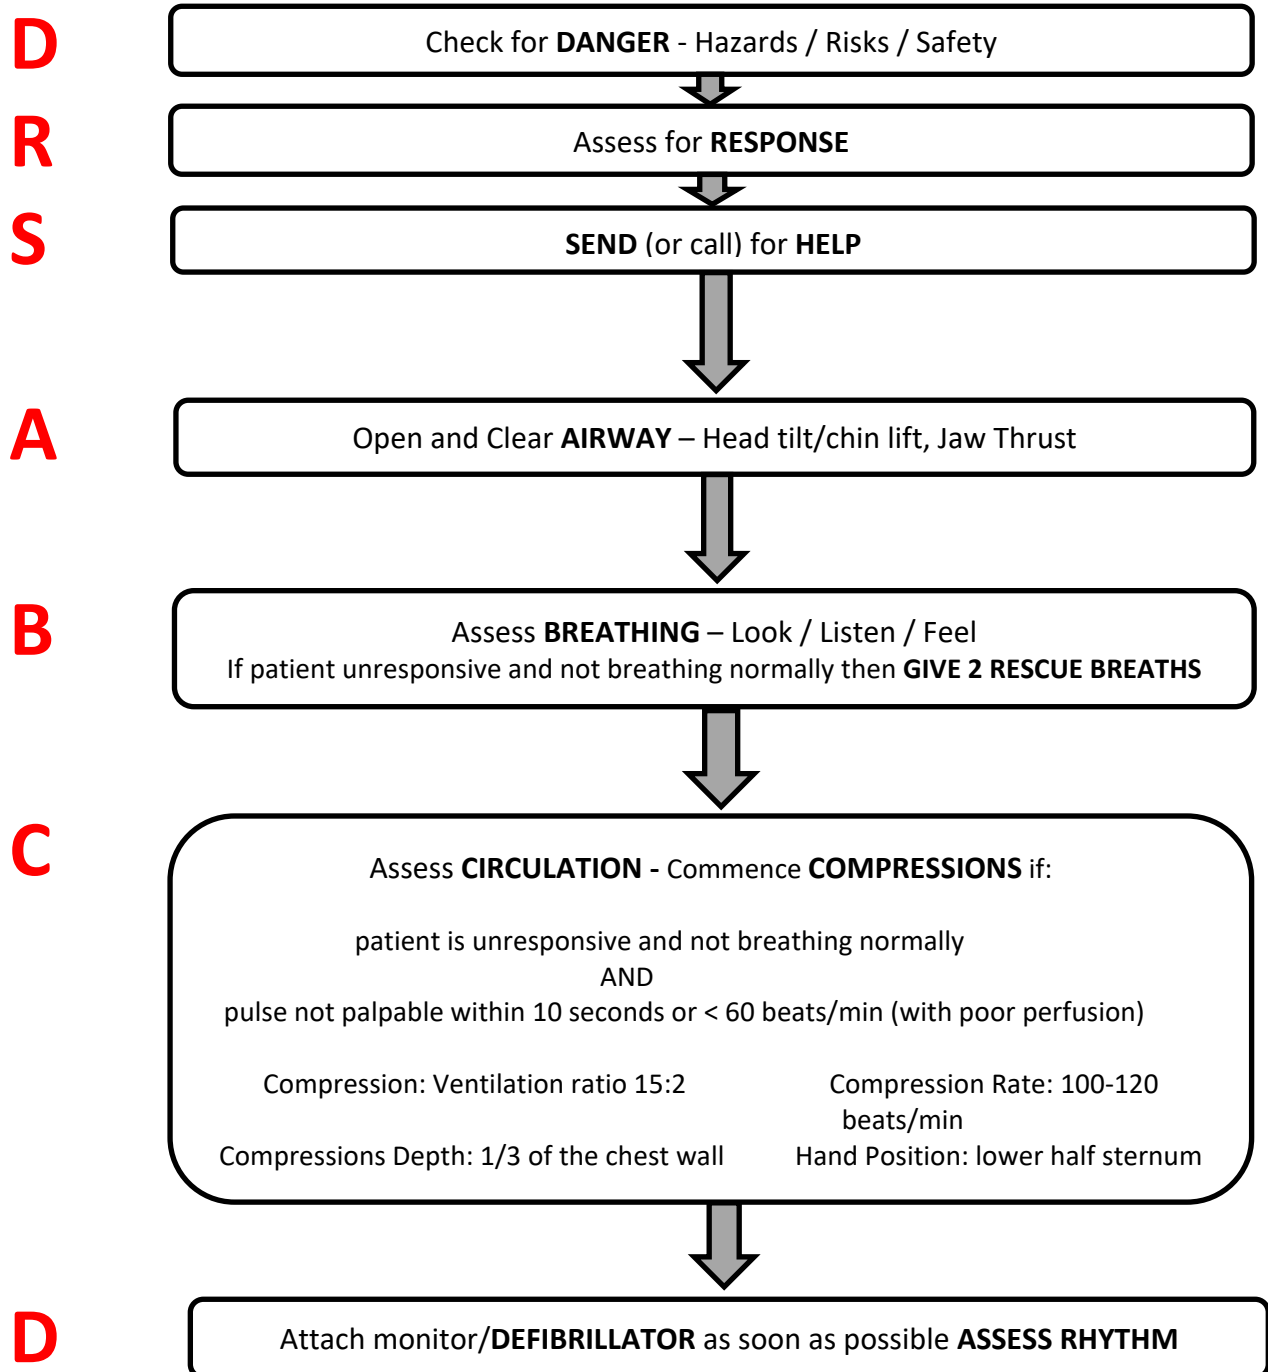 D
Check for DANGER - Hazards / Risks / Safety
R
Assess for RESPONSE
S
SEND (or call) for HELP
A
Open and Clear AIRWAY – Head tilt/chin lift, Jaw Thrust
B
Assess BREATHING – Look / Listen / Feel
If patient unresponsive and not breathing normally then GIVE 2 RESCUE BREATHS
C
Assess CIRCULATION - Commence COMPRESSIONS if:
patient is unresponsive and not breathing normally
AND
pulse not palpable within 10 seconds or < 60 beats/min (with poor perfusion)
Compression: Ventilation ratio 15:2
Compression Rate: 100-120
beats/min
Compressions Depth: 1/3 of the chest wall
Hand Position: lower half sternum
D
Attach monitor/DEFIBRILLATOR as soon as possible ASSESS RHYTHM